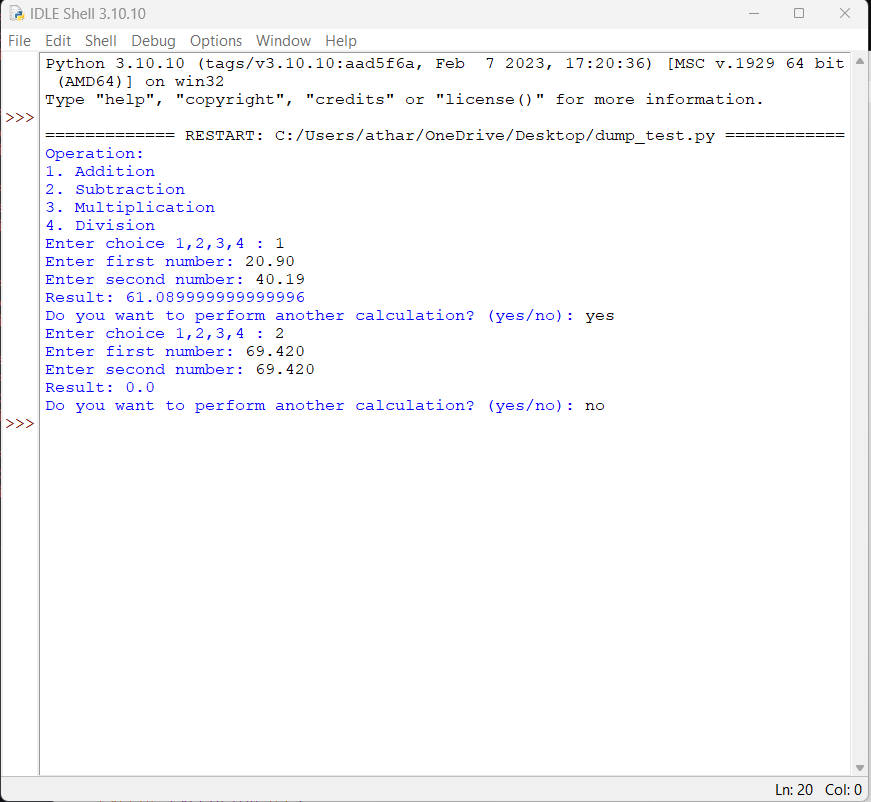 IDLE Shell 3.10.10
File Edit Shell Debug Options Window Help
Python 3.10.10 (tags/v3.10.10:aad5f6a, Feb  7 2023, 17:20:36) [MSC v.1929 64 bit
 (AMD64)] on win32
Type "help", "copyright", "credits" or "license()" for more information.
>>>
============= RESTART: C:/Users/athar/OneDrive/Desktop/dump_test.py ============
Operation:
1. Addition
2. Subtraction
3. Multiplication
4. Division
Enter choice 1,2,3,4 : 1
Enter first number: 20.90
Enter second number: 40.19
Result: 61.089999999999996
Do you want to perform another calculation? (yes/no): yes
Enter choice 1,2,3,4 : 2
Enter first number: 69.420
Enter second number: 69.420
Result: 0.0
Do you want to perform another calculation? (yes/no): no
>>>
Ln: 20 Col: 0